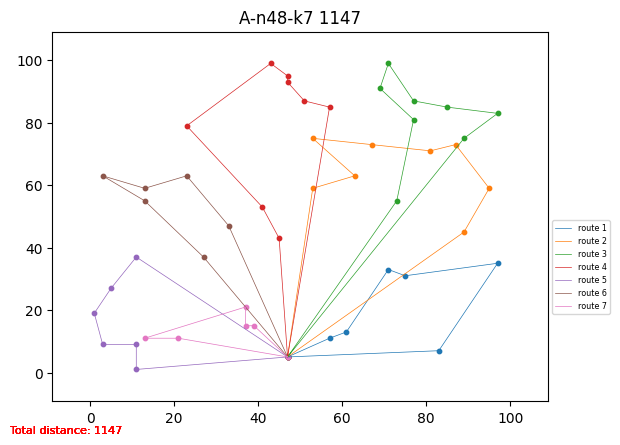 A-n48-k7 1147
100
80
60
40
20
0
0 20 40 60 80 100
route 1
route 2
route 3
route 4
route 5
route 6
route 7
Total distance: 1147